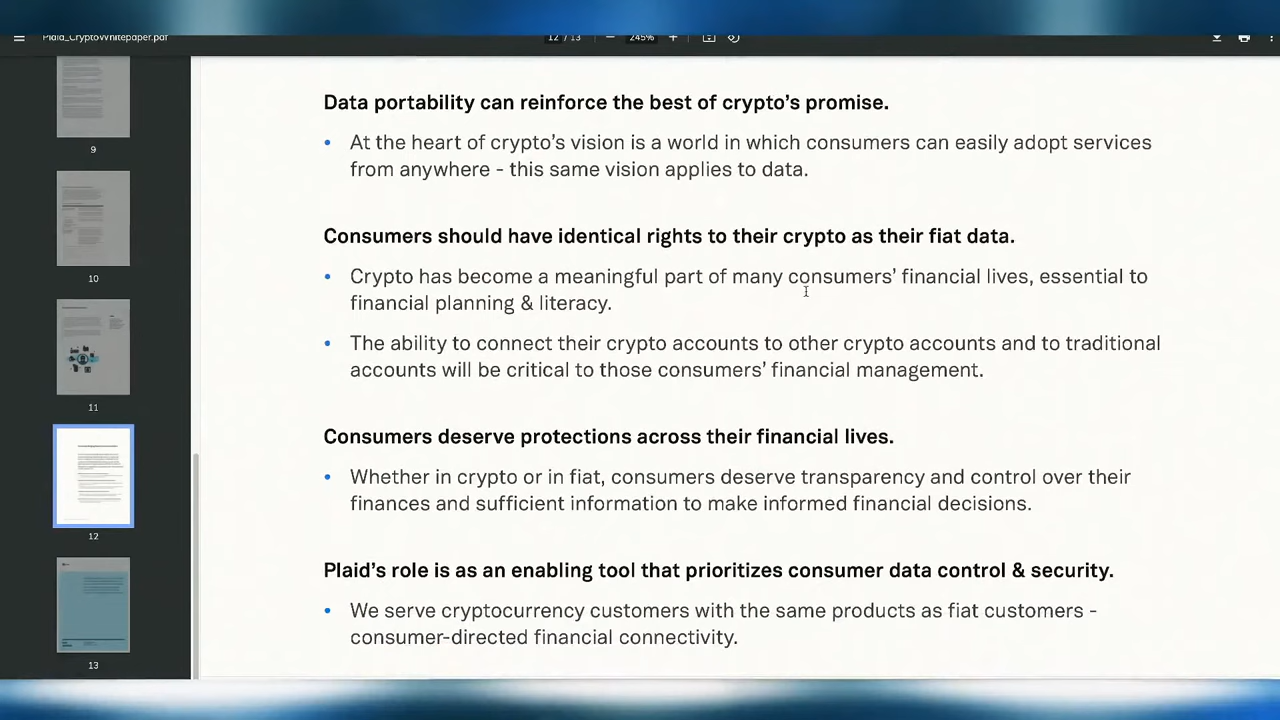 Plaid_CryptoWhitepaper.pdf
12 / 13
245%
9
10
11
12
13
Data portability can reinforce the best of crypto's promise.
• At the heart of crypto's vision is a world in which consumers can easily adopt services
from anywhere - this same vision applies to data.
Consumers should have identical rights to their crypto as their fiat data.
• Crypto has become a meaningful part of many consumers' financial lives, essential to
financial planning & literacy.
• The ability to connect their crypto accounts to other crypto accounts and to traditional
accounts will be critical to those consumers' financial management.
Consumers deserve protections across their financial lives.
• Whether in crypto or in fiat, consumers deserve transparency and control over their
finances and sufficient information to make informed financial decisions.
Plaid's role is as an enabling tool that prioritizes consumer data control & security.
• We serve cryptocurrency customers with the same products as fiat customers -
consumer-directed financial connectivity.